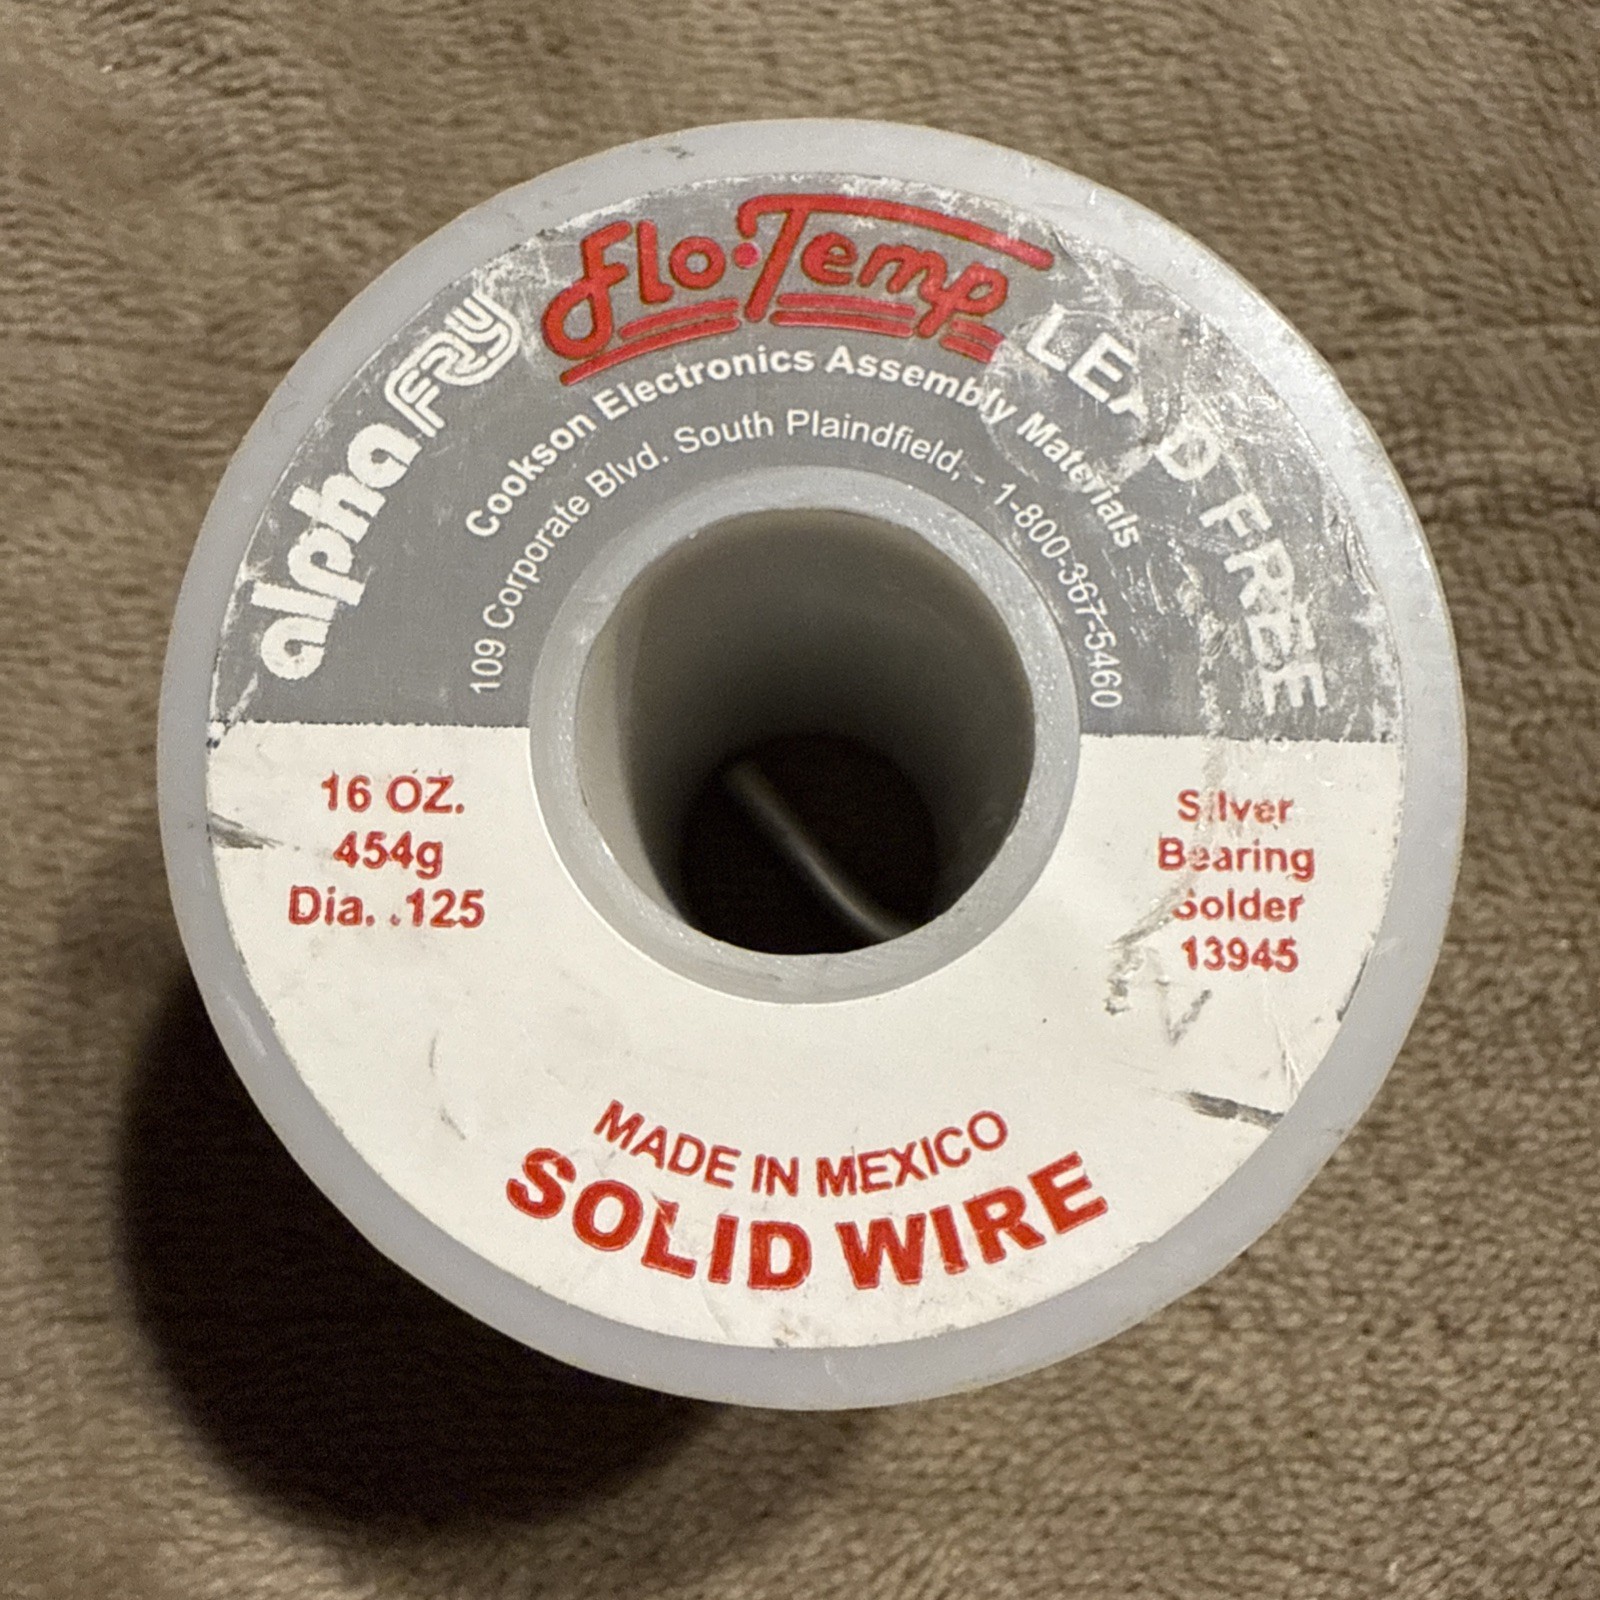 alpha FRY
Flo·Temp
LEAD FREE
Cookson Electronics Assembly Materials
109 Corporate Blvd. South Plaindfield, - 1-800-367-5460
16 OZ.
454g
Dia. .125
Silver
Bearing
Solder
13945
MADE IN MEXICO
SOLID WIRE